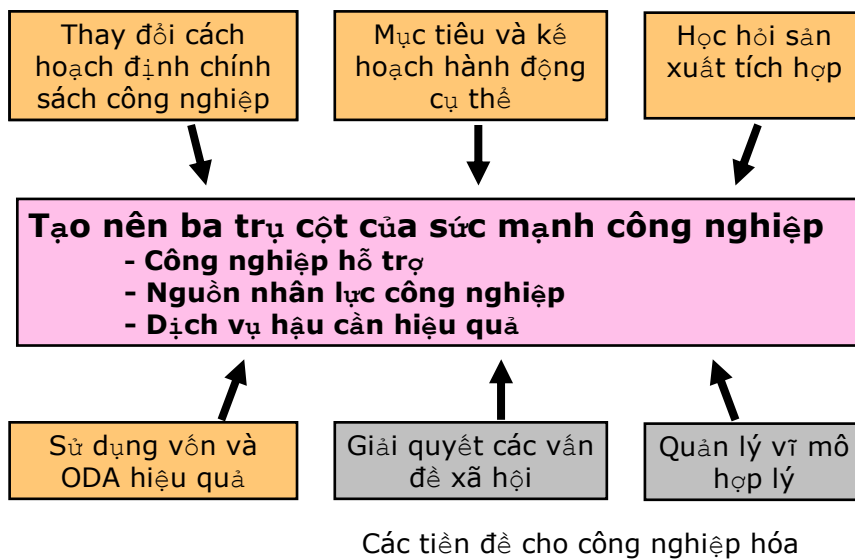 Thay đổi cách
hoạch định chính
sách công nghiệp
Mục tiêu và kế
hoạch hành động
cụ thể
Học hỏi sản
xuất tích hợp
Tạo nên ba trụ cột của sức mạnh công nghiệp
- Công nghiệp hỗ trợ
- Nguồn nhân lực công nghiệp
- Dịch vụ hậu cần hiệu quả
Sử dụng vốn và
ODA hiệu quả
Giải quyết các vấn
đề xã hội
Quản lý vĩ mô
hợp lý
Các tiền đề cho công nghiệp hóa